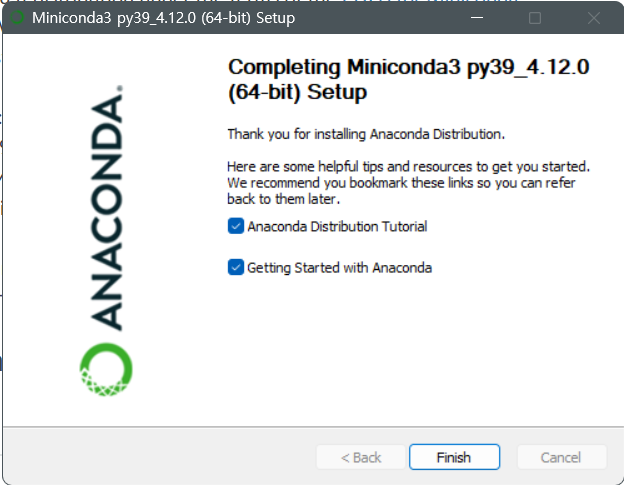 Miniconda3 py39_4.12.0 (64-bit) Setup
Completing Miniconda3 py39_4.12.0
(64-bit) Setup
Thank you for installing Anaconda Distribution.
Here are some helpful tips and resources to get you started.
We recommend you bookmark these links so you can refer
back to them later.
Anaconda Distribution Tutorial
Getting Started with Anaconda
ANACONDA.
< Back
Finish
Cancel